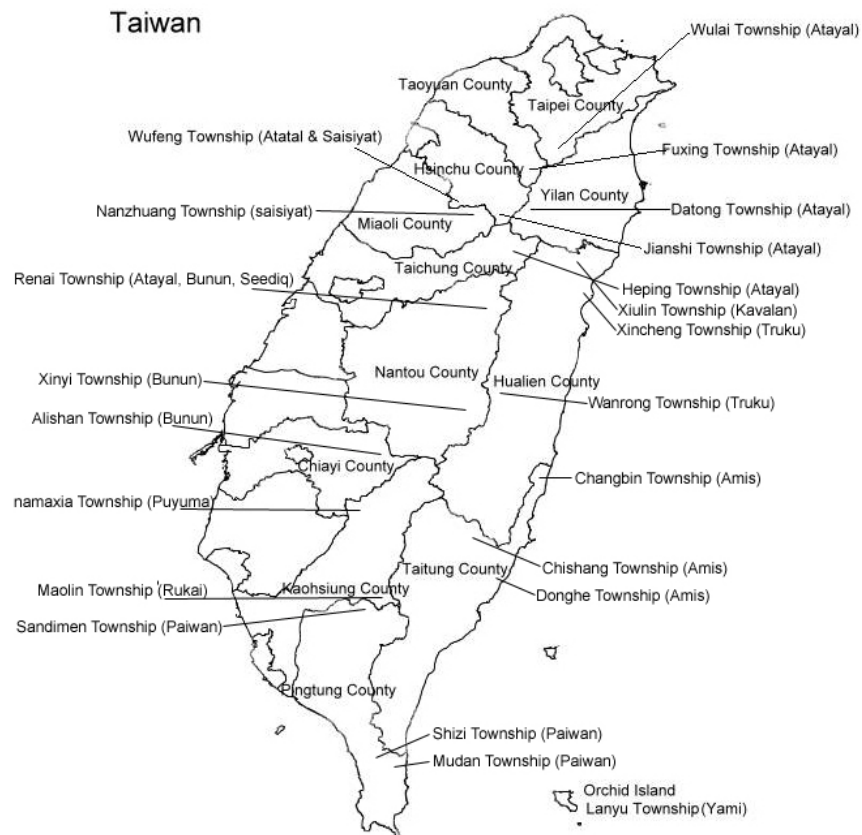 Taiwan
Wulai Township (Atayal)
Taoyuan County
Taipei County
Wufeng Township (Atatal & Saisiyat)
Fuxing Township (Atayal)
Hsinchu County
Yilan County
Nanzhuang Township (saisiyat)
Datong Township (Atayal)
Miaoli County
Jianshi Township (Atayal)
Taichung County
Renai Township (Atayal, Bunun, Seediq)
Heping Township (Atayal)
Xiulin Township (Kavalan)
Xincheng Township (Truku)
Nantou County
Xinyi Township (Bunun)
Hualien County
Wanrong Township (Truku)
Alishan Township (Bunun)
Chiayi County
Changbin Township (Amis)
namaxia Township (Puyuma)
Chishang Township (Amis)
Taitung County
Maolin Township (Rukai)
Kaohsiung County
Donghe Township (Amis)
Sandimen Township (Paiwan)
Pingtung County
Shizi Township (Paiwan)
Mudan Township (Paiwan)
Orchid Island
Lanyu Township (Yami)